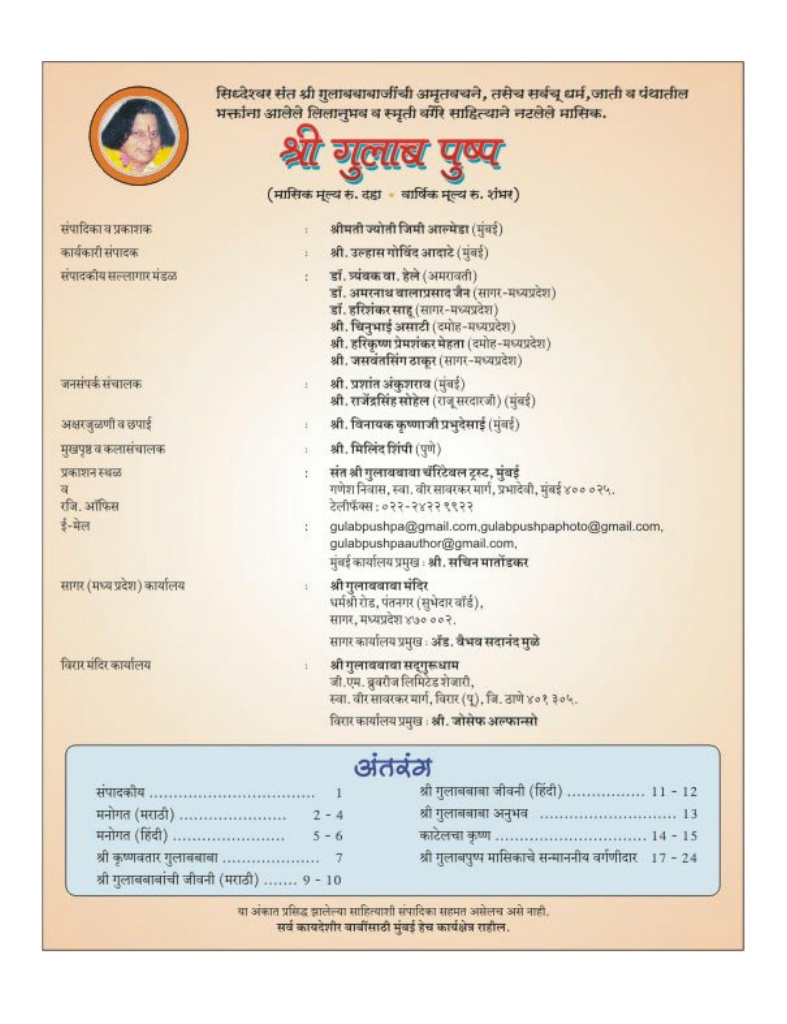 सिध्देश्वर संत श्री गुलाबबाबाजींची अमृतवचने, तसेच सर्वच् धर्म,जाती व पंथातील
भक्तांना आलेले लिलानुभव व स्मृती वगैरे साहित्याने नटलेले मासिक.
श्री गुलाब पुष्प
(मासिक मूल्य रु. दहा • वार्षिक मूल्य रु. शंभर)
संपादिका व प्रकाशक : श्रीमती ज्योती जिमी आल्मेडा (मुंबई)
कार्यकारी संपादक : श्री. उल्हास गोविंद आदाटे (मुंबई)
संपादकीय सल्लागार मंडळ : डॉ. त्र्यंबक वा. हेले (अमरावती)
डॉ. अमरनाथ बालाप्रसाद जैन (सागर-मध्यप्रदेश)
डॉ. हरिशंकर साहू (सागर-मध्यप्रदेश)
श्री. चिनुभाई असाटी (दमोह-मध्यप्रदेश)
श्री. हरिकृष्ण प्रेमशंकर मेहता (दमोह-मध्यप्रदेश)
श्री. जसवंतसिंग ठाकूर (सागर-मध्यप्रदेश)
जनसंपर्क संचालक : श्री. प्रशांत अंकुशराव (मुंबई)
श्री. राजेंद्रसिंह सोहेल (राजू सरदारजी) (मुंबई)
अक्षरजुळणी व छपाई : श्री. विनायक कृष्णाजी प्रभुदेसाई (मुंबई)
मुखपृष्ठ व कलासंचालक : श्री. मिलिंद शिंपी (पुणे)
प्रकाशन स्थळ : संत श्री गुलाबबाबा चॅरिटेबल ट्रस्ट, मुंबई
व गणेश निवास, स्वा. वीर सावरकर मार्ग, प्रभादेवी, मुंबई ४०० ०२५.
रजि. ऑफिस टेलीफॅक्स : ०२२-२४२२ ९९२२
ई-मेल : gulabpushpa@gmail.com,gulabpushpaphoto@gmail.com,
gulabpushpaauthor@gmail.com,
मुंबई कार्यालय प्रमुख : श्री. सचिन मातोंडकर
सागर (मध्य प्रदेश) कार्यालय : श्री गुलाबबाबा मंदिर
धर्मश्री रोड, पंतनगर (सुभेदार वॉर्ड),
सागर, मध्यप्रदेश ४७० ००२.
सागर कार्यालय प्रमुख : ॲड. वैभव सदानंद मुळे
विरार मंदिर कार्यालय : श्री गुलाबबाबा सद्‌गुरूधाम
जी.एम. ब्रुवरीज लिमिटेड शेजारी,
स्वा. वीर सावरकर मार्ग, विरार (पू), जि. ठाणे ४०१ ३०५.
विरार कार्यालय प्रमुख : श्री. जोसेफ अल्फान्सो
अंतरंग
संपादकीय .................................. 1
मनोगत (मराठी) ...................... 2 - 4
मनोगत (हिंदी) ....................... 5 - 6
श्री कृष्णवतार गुलाबबाबा .................... 7
श्री गुलाबबाबांची जीवनी (मराठी) ....... 9 - 10
श्री गुलाबबाबा जीवनी (हिंदी) ................ 11 - 12
श्री गुलाबबाबा अनुभव ............................ 13
काटेलचा कृष्ण ............................... 14 - 15
श्री गुलाबपुष्प मासिकाचे सन्माननीय वर्गणीदार 17 - 24
या अंकात प्रसिद्ध झालेल्या साहित्याशी संपादिका सहमत असेलच असे नाही.
सर्व कायदेशीर बाबींसाठी मुंबई हेच कार्यक्षेत्र राहील.